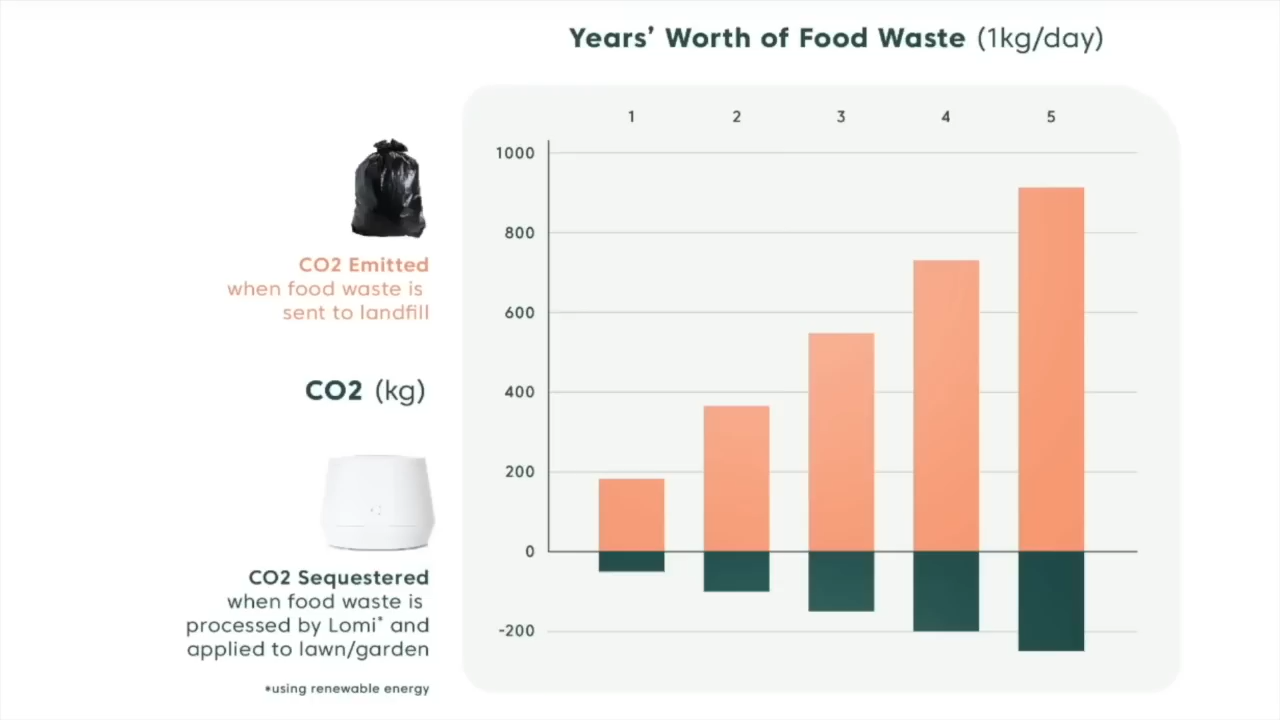 Years' Worth of Food Waste (1kg/day)
1 2 3 4 5
1000
800
600
400
200
0
-200
CO2 Emitted
when food waste is
sent to landfill
CO2 (kg)
CO2 Sequestered
when food waste is
processed by Lomi* and
applied to lawn/garden
*using renewable energy